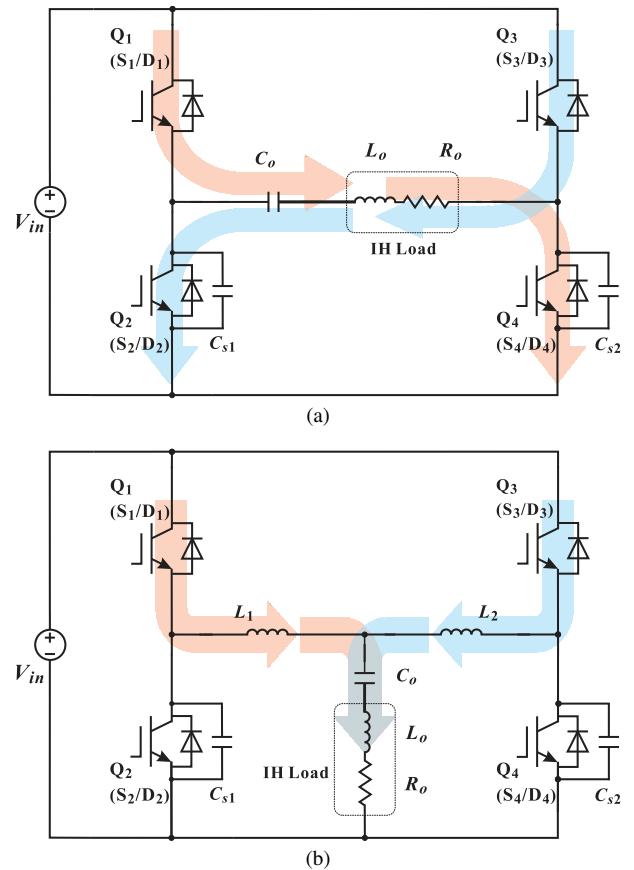 Q1
(S1/D1)
Q3
(S3/D3)
Co
Lo
Ro
Vin
IH Load
Q2
(S2/D2)
Cs1
Q4
(S4/D4)
Cs2
(a)
Q1
(S1/D1)
Q3
(S3/D3)
L1
L2
Vin
Co
Lo
Q2
(S2/D2)
Cs1
IH Load
Ro
Q4
(S4/D4)
Cs2
(b)